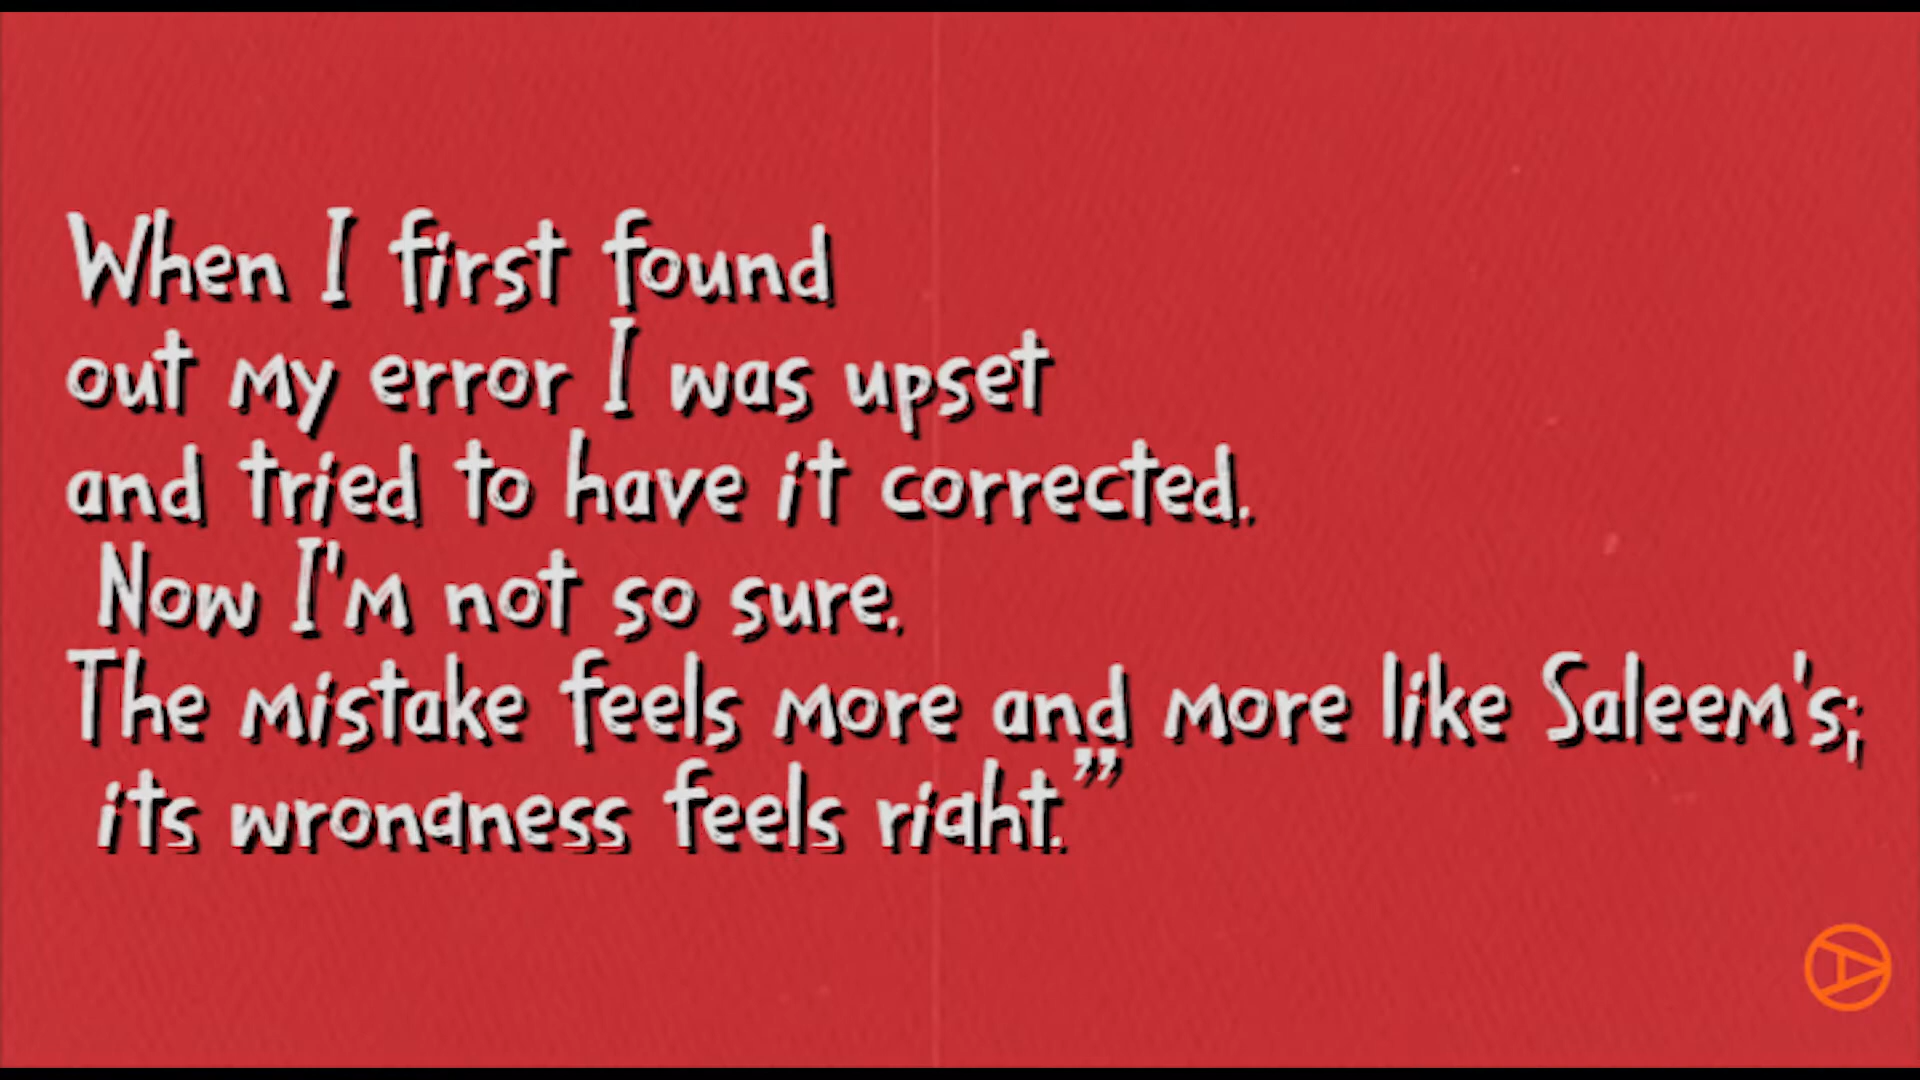 When I first found
out my error I was upset
and tried to have it corrected.
Now I'm not so sure.
The mistake feels more and more like Saleem's;
its wrongness feels right.”